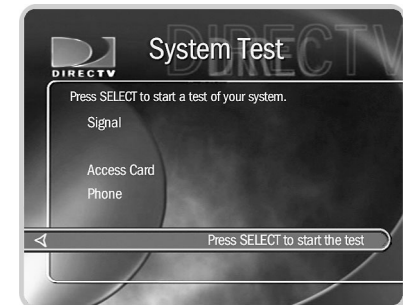 DIRECTV
System Test
DIRECTV
Press SELECT to start a test of your system.
Signal
Access Card
Phone
Press SELECT to start the test